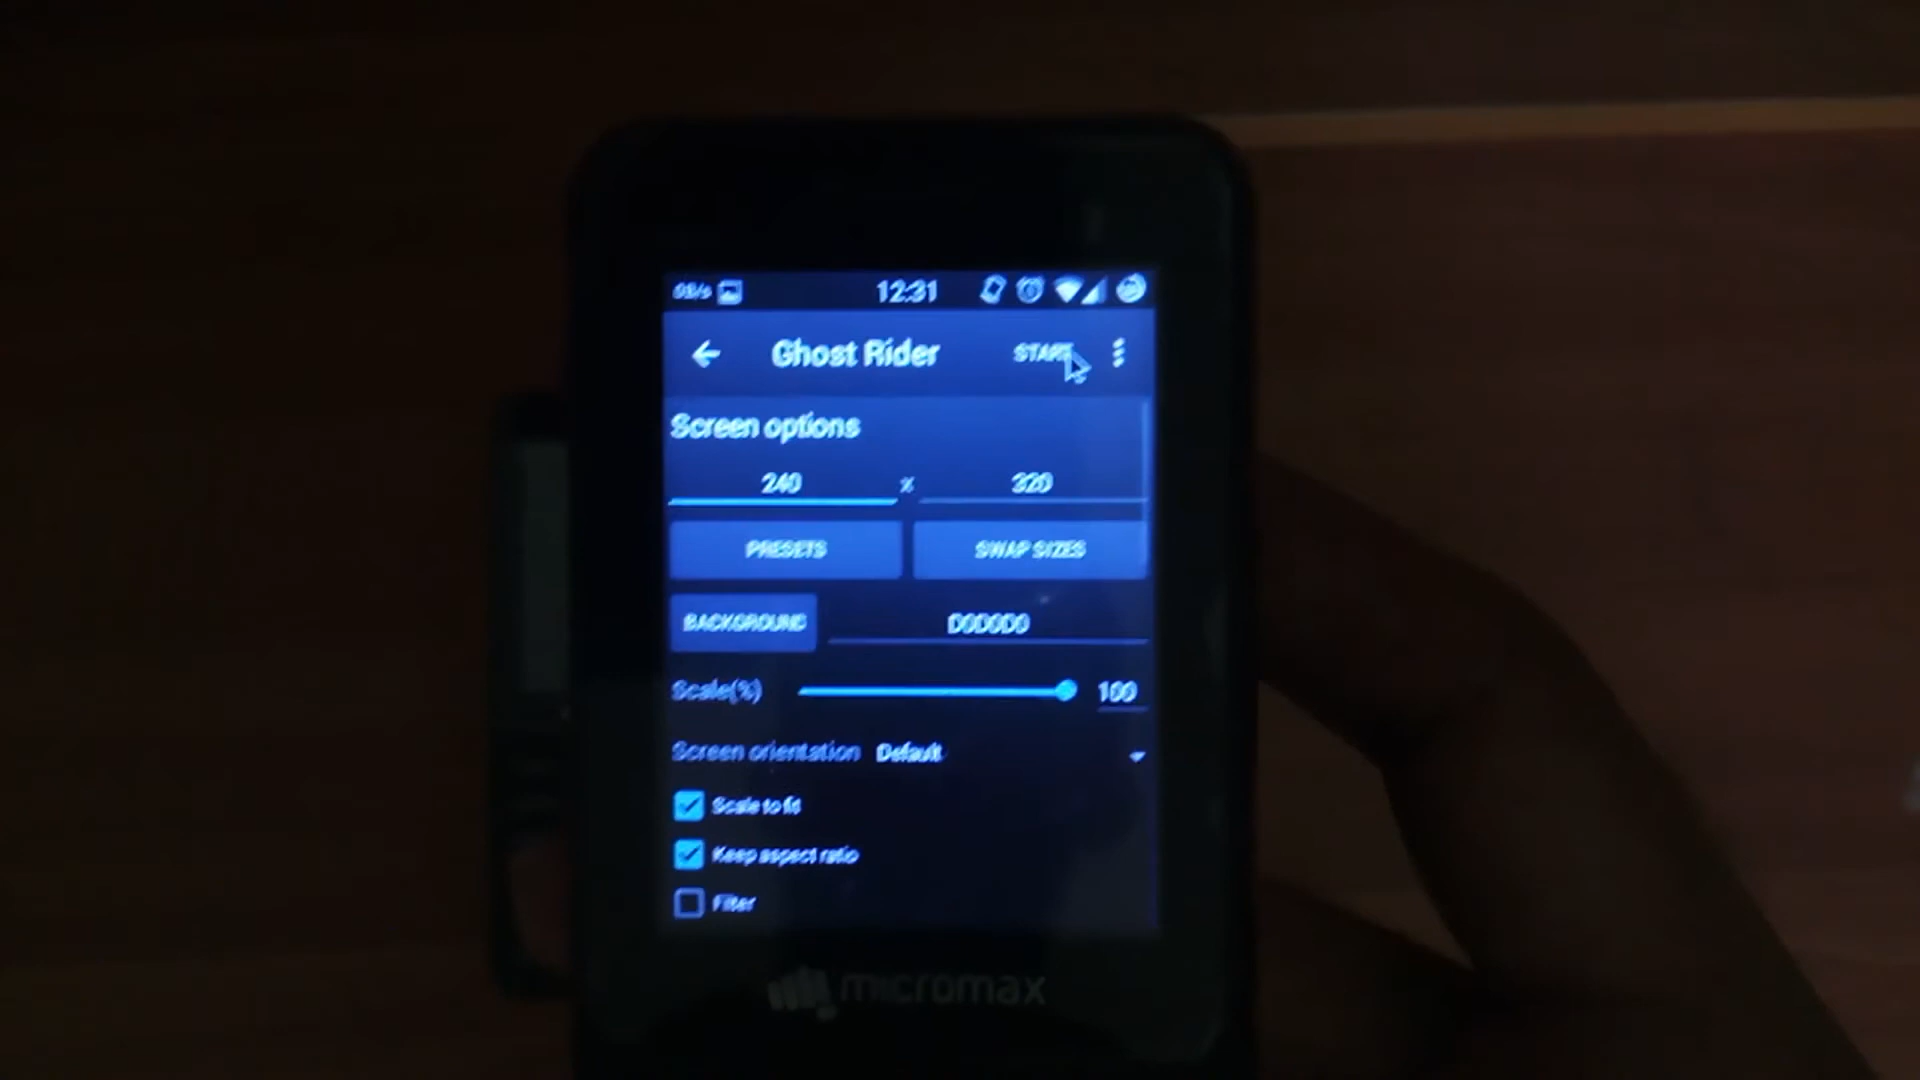 0B/s 12:31
Ghost Rider START
Screen options
240 x 320
PRESETS SWAP SIZES
BACKGROUND D0D0D0
Scale(%) 100
Screen orientation Default
Scale to fit
Keep aspect ratio
Filter
micromax